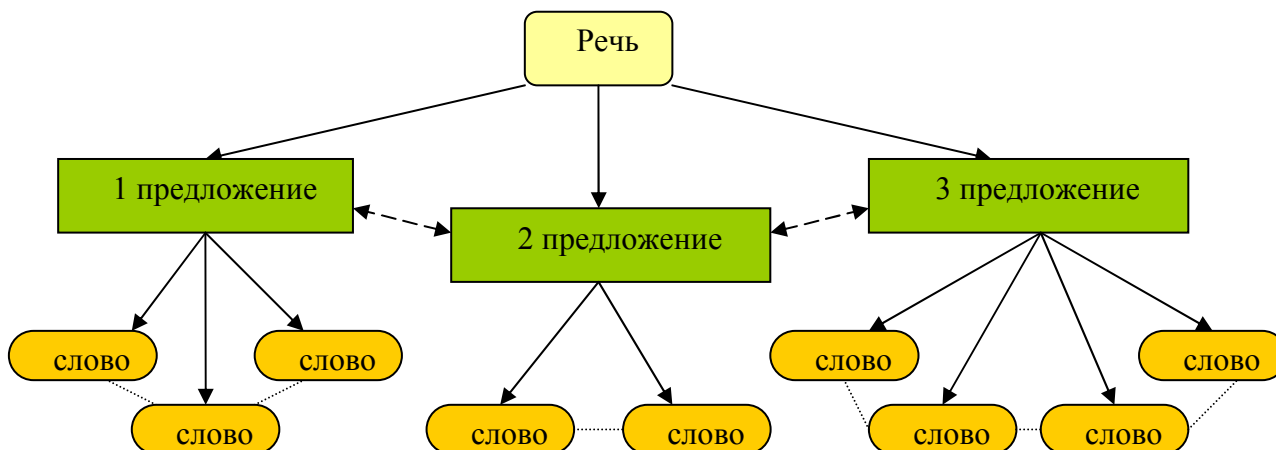 Речь
1 предложение
2 предложение
3 предложение
слово
слово
слово
слово
слово
слово
слово
слово
слово